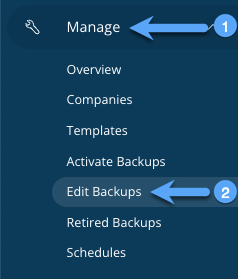 Manage 1
Overview
Companies
Templates
Activate Backups
Edit Backups 2
Retired Backups
Schedules